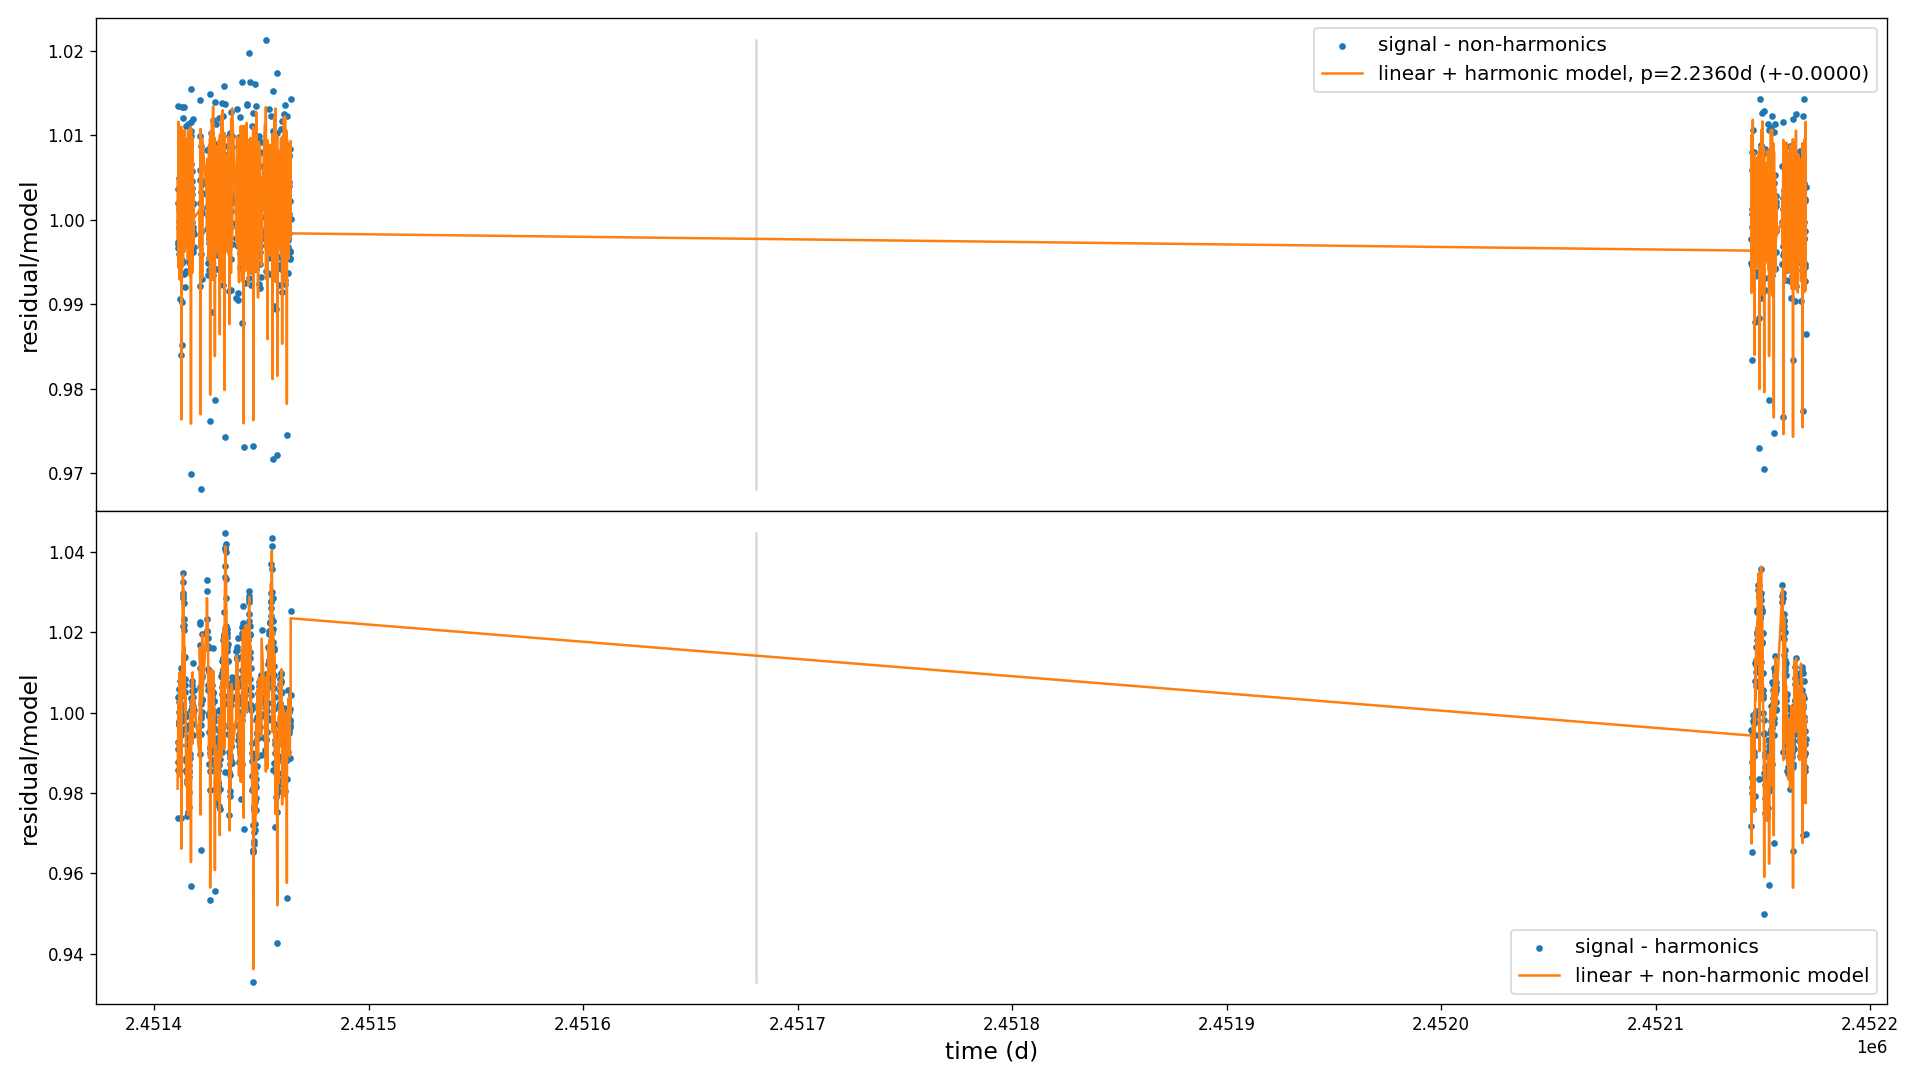 signal - non-harmonics
linear + harmonic model, p=2.2360d (+-0.0000)
1.02
1.01
1.00
0.99
0.98
0.97
residual/model
1.04
1.02
1.00
0.98
0.96
0.94
residual/model
signal - harmonics
linear + non-harmonic model
2.4514 2.4515 2.4516 2.4517 2.4518 2.4519 2.4520 2.4521 2.4522
1e6
time (d)